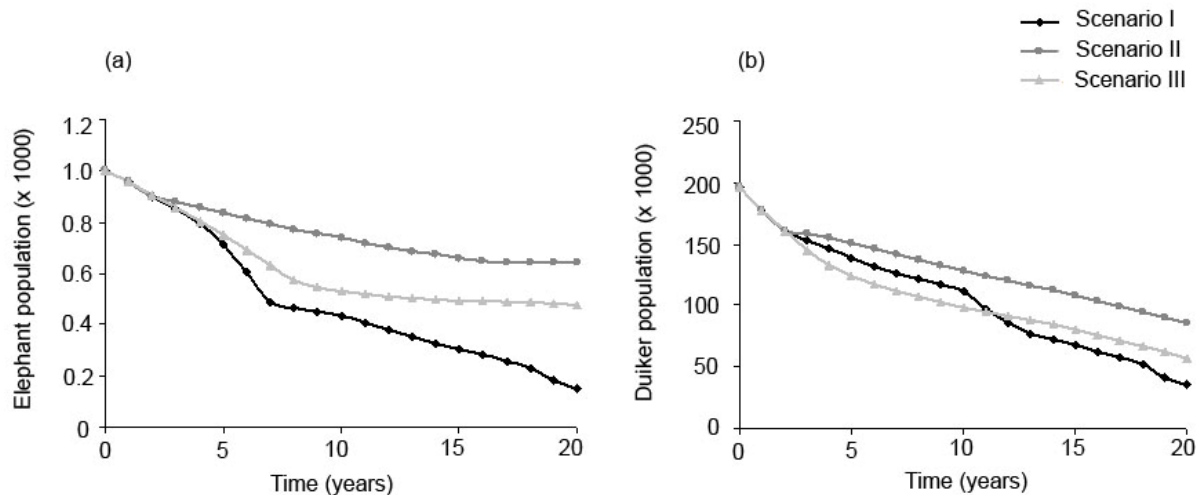 Scenario I
Scenario II
Scenario III
(a)
(b)
Elephant population (x 1000)
1.2
1.0
0.8
0.6
0.4
0.2
0
0 5 10 15 20
Time (years)
Duiker population (x 1000)
250
200
150
100
50
0
0 5 10 15 20
Time (years)